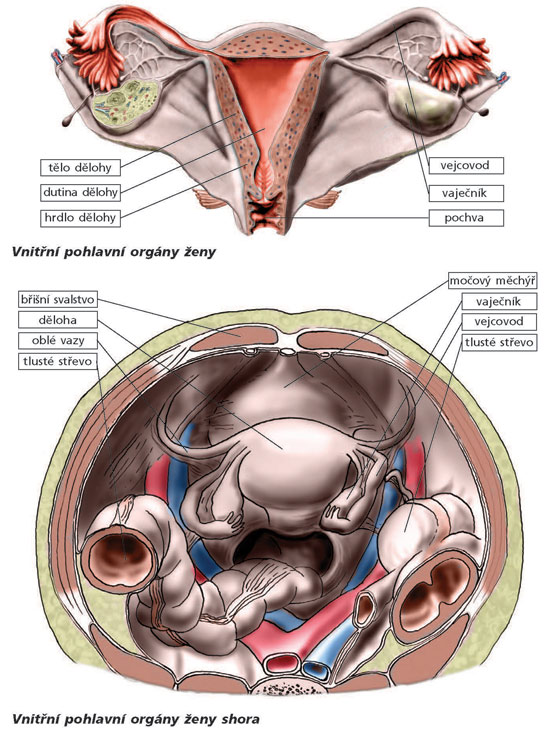 tělo dělohy
dutina dělohy
hrdlo dělohy
vejcovod
vaječník
pochva
Vnitřní pohlavní orgány ženy
břišní svalstvo
děloha
oblé vazy
tlusté střevo
močový měchýř
vaječník
vejcovod
tlusté střevo
Vnitřní pohlavní orgány ženy shora